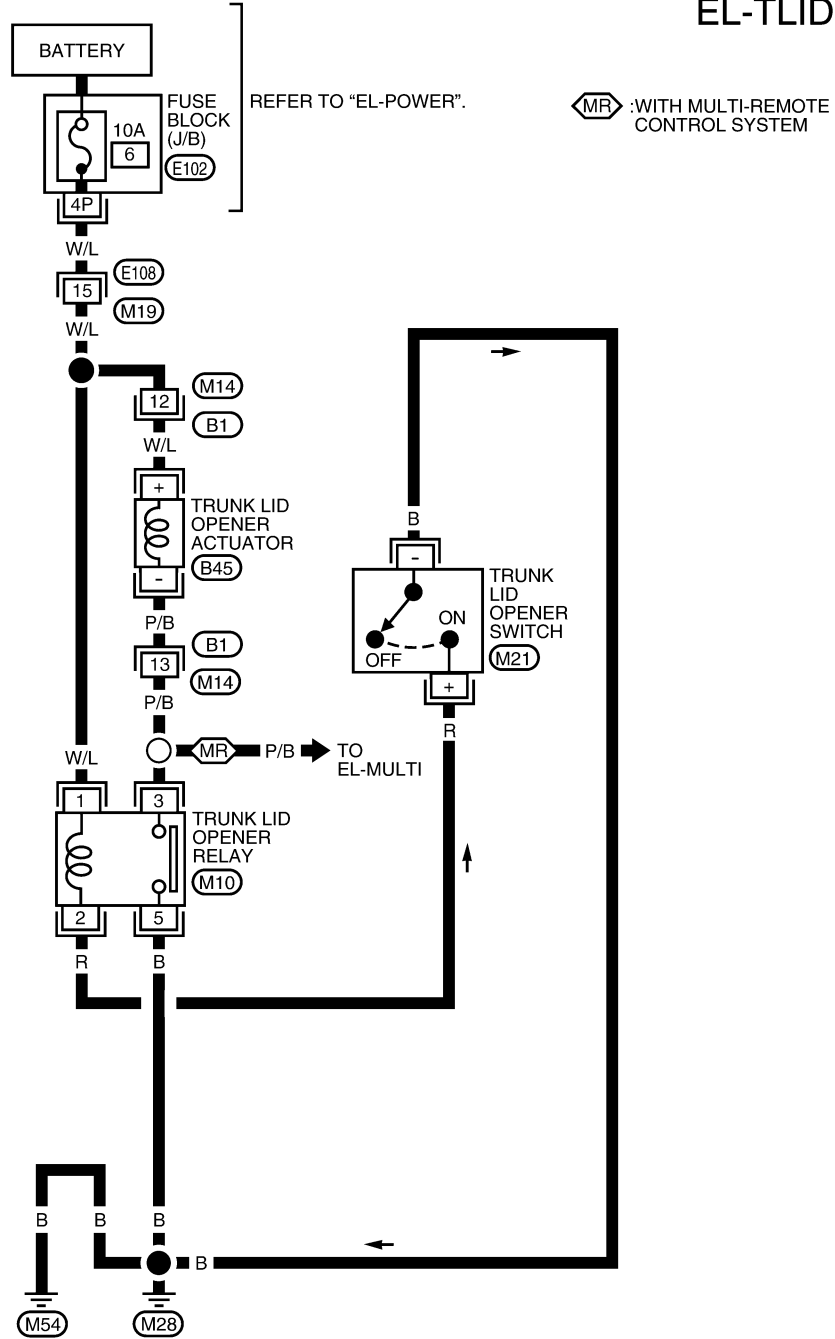 EL-TLID
BATTERY
FUSE
BLOCK
(J/B)
REFER TO “EL-POWER”.
MR :WITH MULTI-REMOTE
CONTROL SYSTEM
10A
6
E102
4P
W/L
E108
15
M19
W/L
M14
12
B1
W/L
+
TRUNK LID
OPENER
ACTUATOR
B45
-
P/B
B1
13
M14
P/B
MR
P/B
TO
EL-MULTI
W/L
1
3
TRUNK LID
OPENER
RELAY
M10
2
5
R
B
B
-
TRUNK
LID
OPENER
SWITCH
ON
OFF
M21
+
R
B
B
B
B
M54
M28